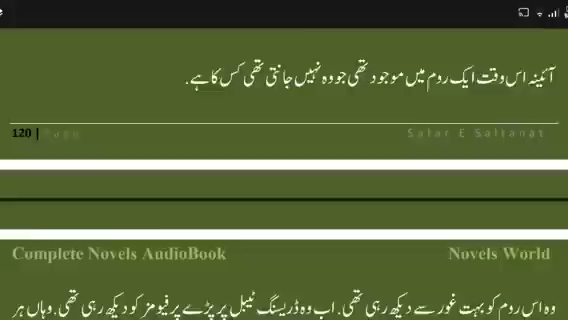 آئینہ اس وقت ایک روم میں موجود تھی جو وہ نہیں جانتی تھی کس کا ہے.
120 | Page Salar E Saltanat
Complete Novels AudioBook Novels World
وہ اس روم کو بہت غور سے دیکھ رہی تھی. اب وہ ڈریسنگ ٹیبل پر پڑے پرفیومز کو دیکھ رہی تھی. وہاں ہر